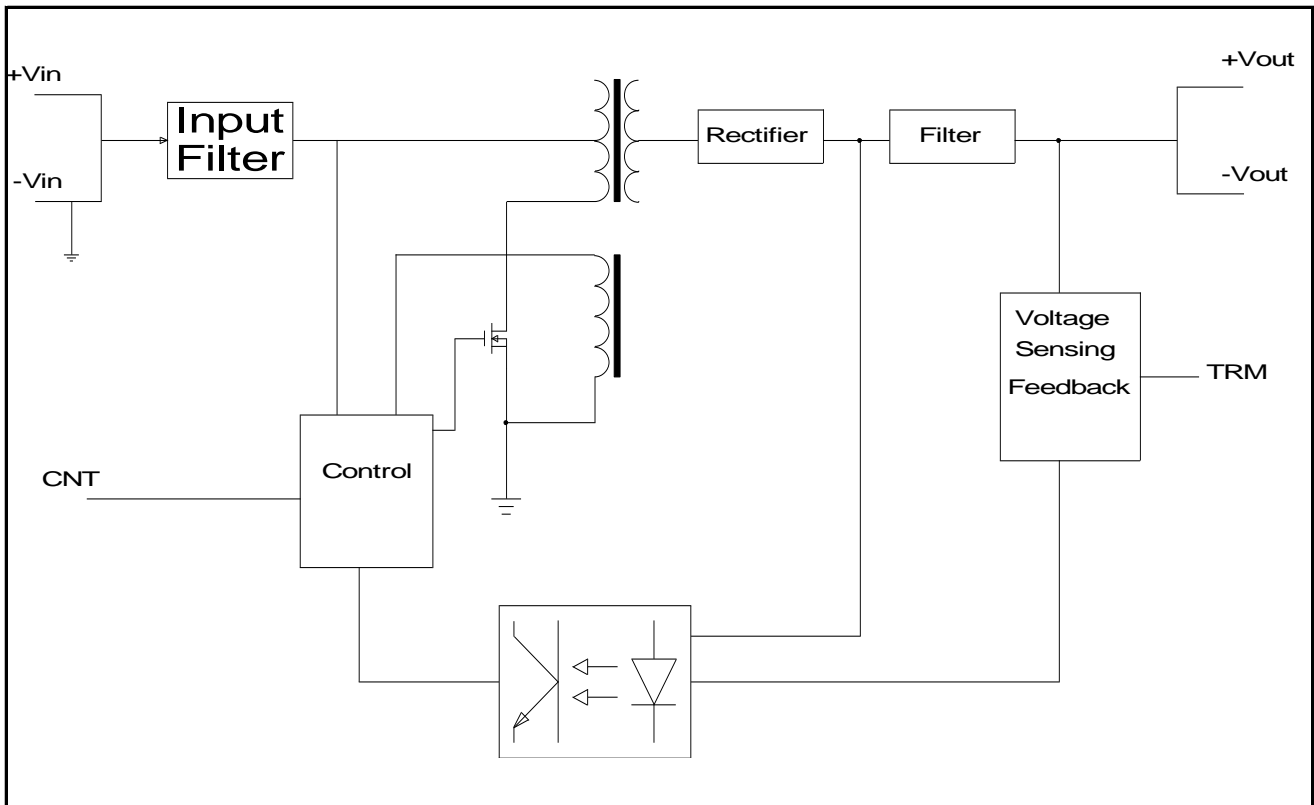 +Vin
-Vin
Input
Filter
Rectifier
Filter
+Vout
-Vout
Voltage
Sensing
Feedback
TRM
CNT
Control